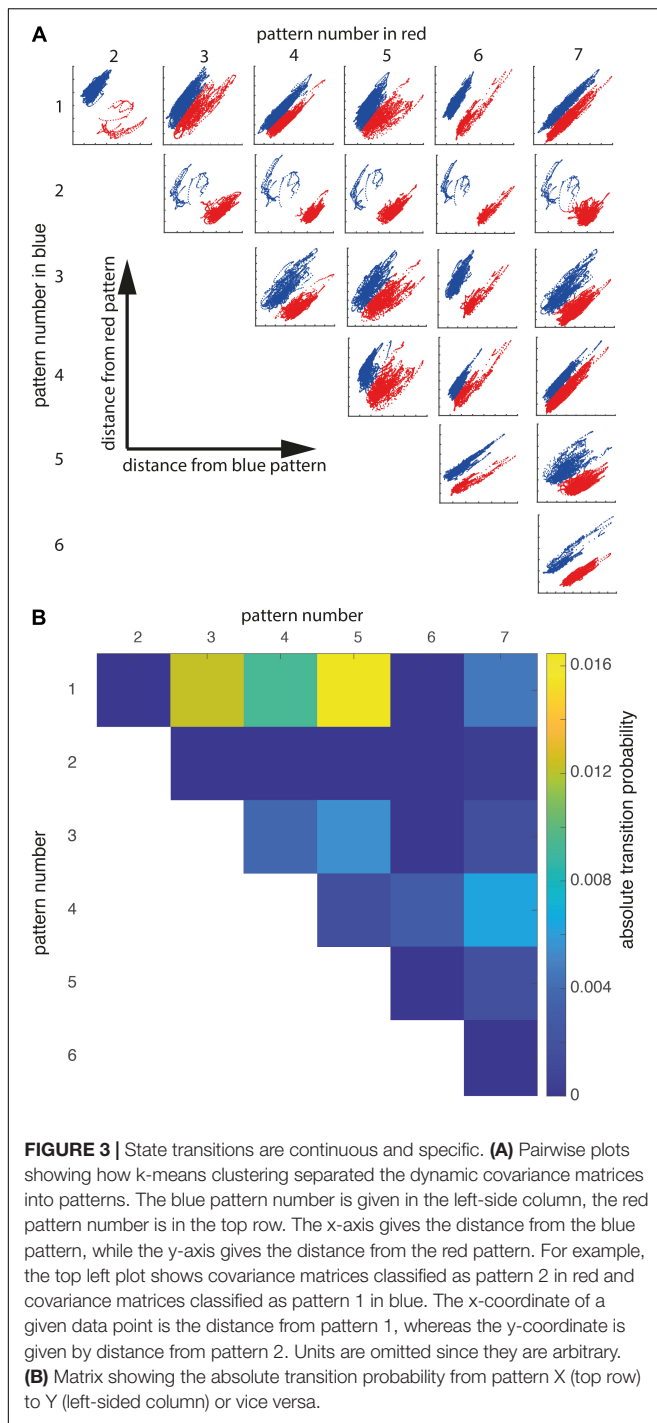 A
pattern number in red
2 3 4 5 6 7
1
2
3
4
5
6
pattern number in blue
distance from red pattern
distance from blue pattern
B
pattern number
2 3 4 5 6 7
1
2
3
4
5
6
pattern number
0.016
0.012
0.008
0.004
0
absolute transition probability
FIGURE 3 | State transitions are continuous and specific. (A) Pairwise plots
showing how k-means clustering separated the dynamic covariance matrices
into patterns. The blue pattern number is given in the left-side column, the red
pattern number is in the top row. The x-axis gives the distance from the blue
pattern, while the y-axis gives the distance from the red pattern. For example,
the top left plot shows covariance matrices classified as pattern 2 in red and
covariance matrices classified as pattern 1 in blue. The x-coordinate of a
given data point is the distance from pattern 1, whereas the y-coordinate is
given by distance from pattern 2. Units are omitted since they are arbitrary.
(B) Matrix showing the absolute transition probability from pattern X (top row)
to Y (left-sided column) or vice versa.